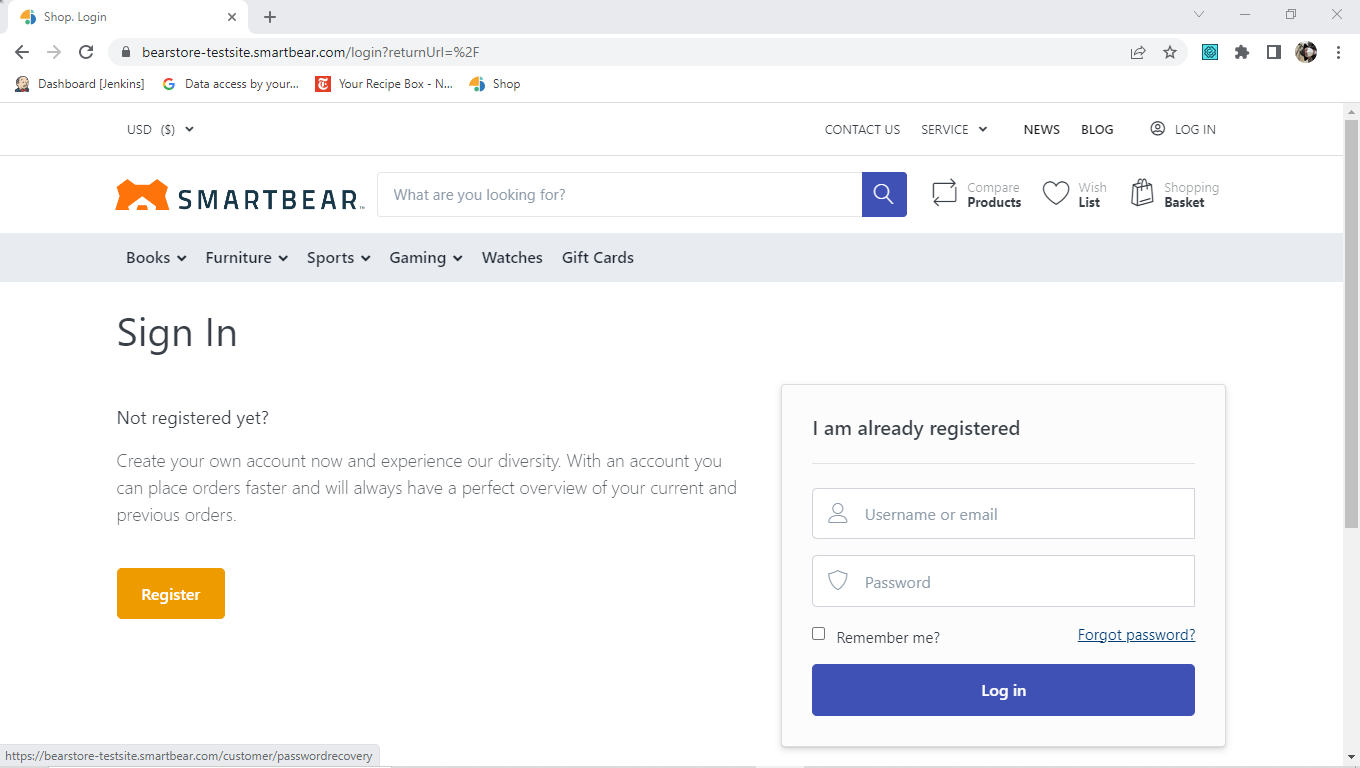 Shop. Login
bearstore-testsite.smartbear.com/login?returnUrl=%2F
Dashboard [Jenkins] Data access by your... Your Recipe Box - N... Shop
USD ($) CONTACT US SERVICE NEWS BLOG LOG IN
SMARTBEAR™ What are you looking for? Compare Products Wish List Shopping Basket
Books Furniture Sports Gaming Watches Gift Cards
Sign In
Not registered yet?
Create your own account now and experience our diversity. With an account you
can place orders faster and will always have a perfect overview of your current and
previous orders.
Register
I am already registered
Username or email
Password
Remember me? Forgot password?
Log in
https://bearstore-testsite.smartbear.com/customer/passwordrecovery